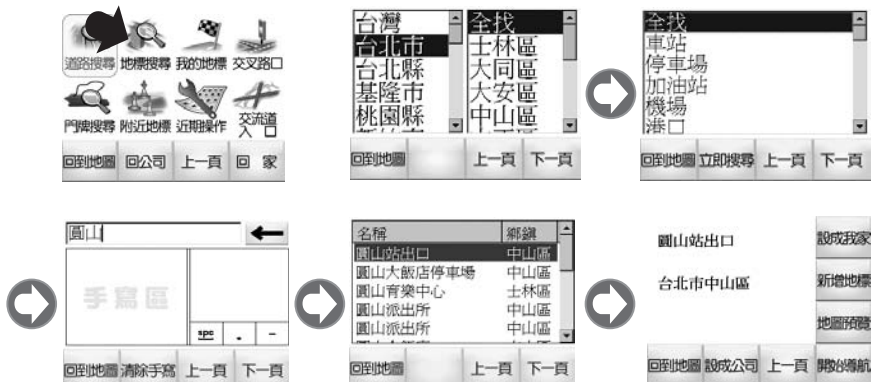 道路搜尋 地標搜尋 我的地標 交叉路口
門牌搜尋 附近地標 近期操作 交流道入口
回到地圖 回公司 上一頁 回 家
台灣
台北市
台北縣
基隆市
桃園縣
全找
士林區
大同區
大安區
中山區
回到地圖 上一頁 下一頁
全找
車站
停車場
加油站
機場
港口
回到地圖 立即搜尋 上一頁 下一頁
圓山
手寫區
spc . -
回到地圖 清除手寫 上一頁 下一頁
名稱 鄉鎮
圓山站出口 中山區
圓山大飯店停車場 中山區
圓山育樂中心 士林區
圓山派出所 中山區
圓山派出所 中山區
回到地圖 上一頁 下一頁
圓山站出口
台北市中山區
設成我家
新增地標
地圖預覽
回到地圖 設成公司 上一頁 開始導航